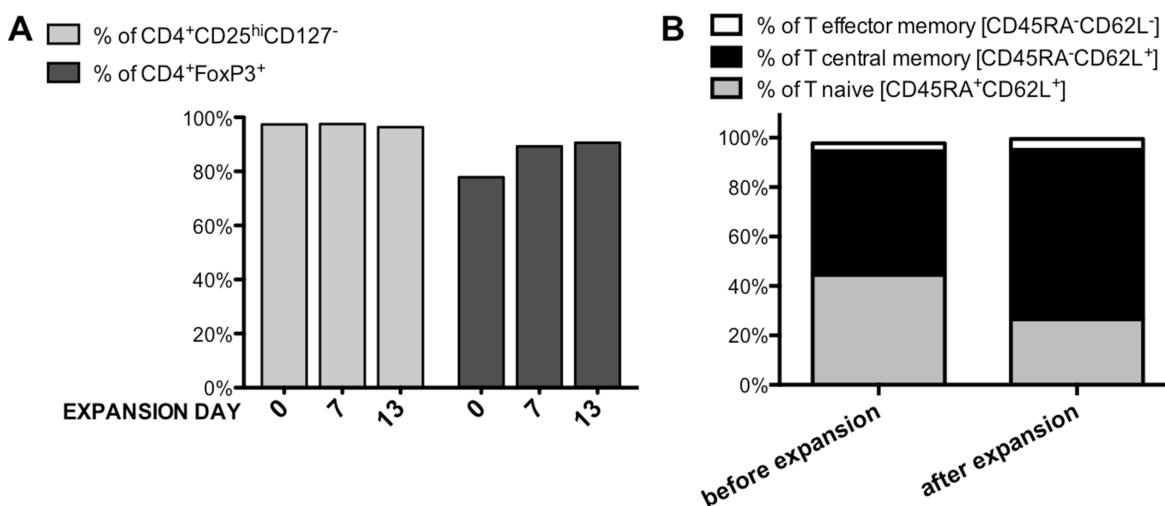 A
% of CD4⁺CD25ʰⁱCD127⁻
% of CD4⁺FoxP3⁺
100%
80%
60%
40%
20%
0%
EXPANSION DAY
0 7 13 0 7 13
B
% of T effector memory [CD45RA⁻CD62L⁻]
% of T central memory [CD45RA⁻CD62L⁺]
% of T naive [CD45RA⁺CD62L⁺]
100%
80%
60%
40%
20%
0%
before expansion
after expansion